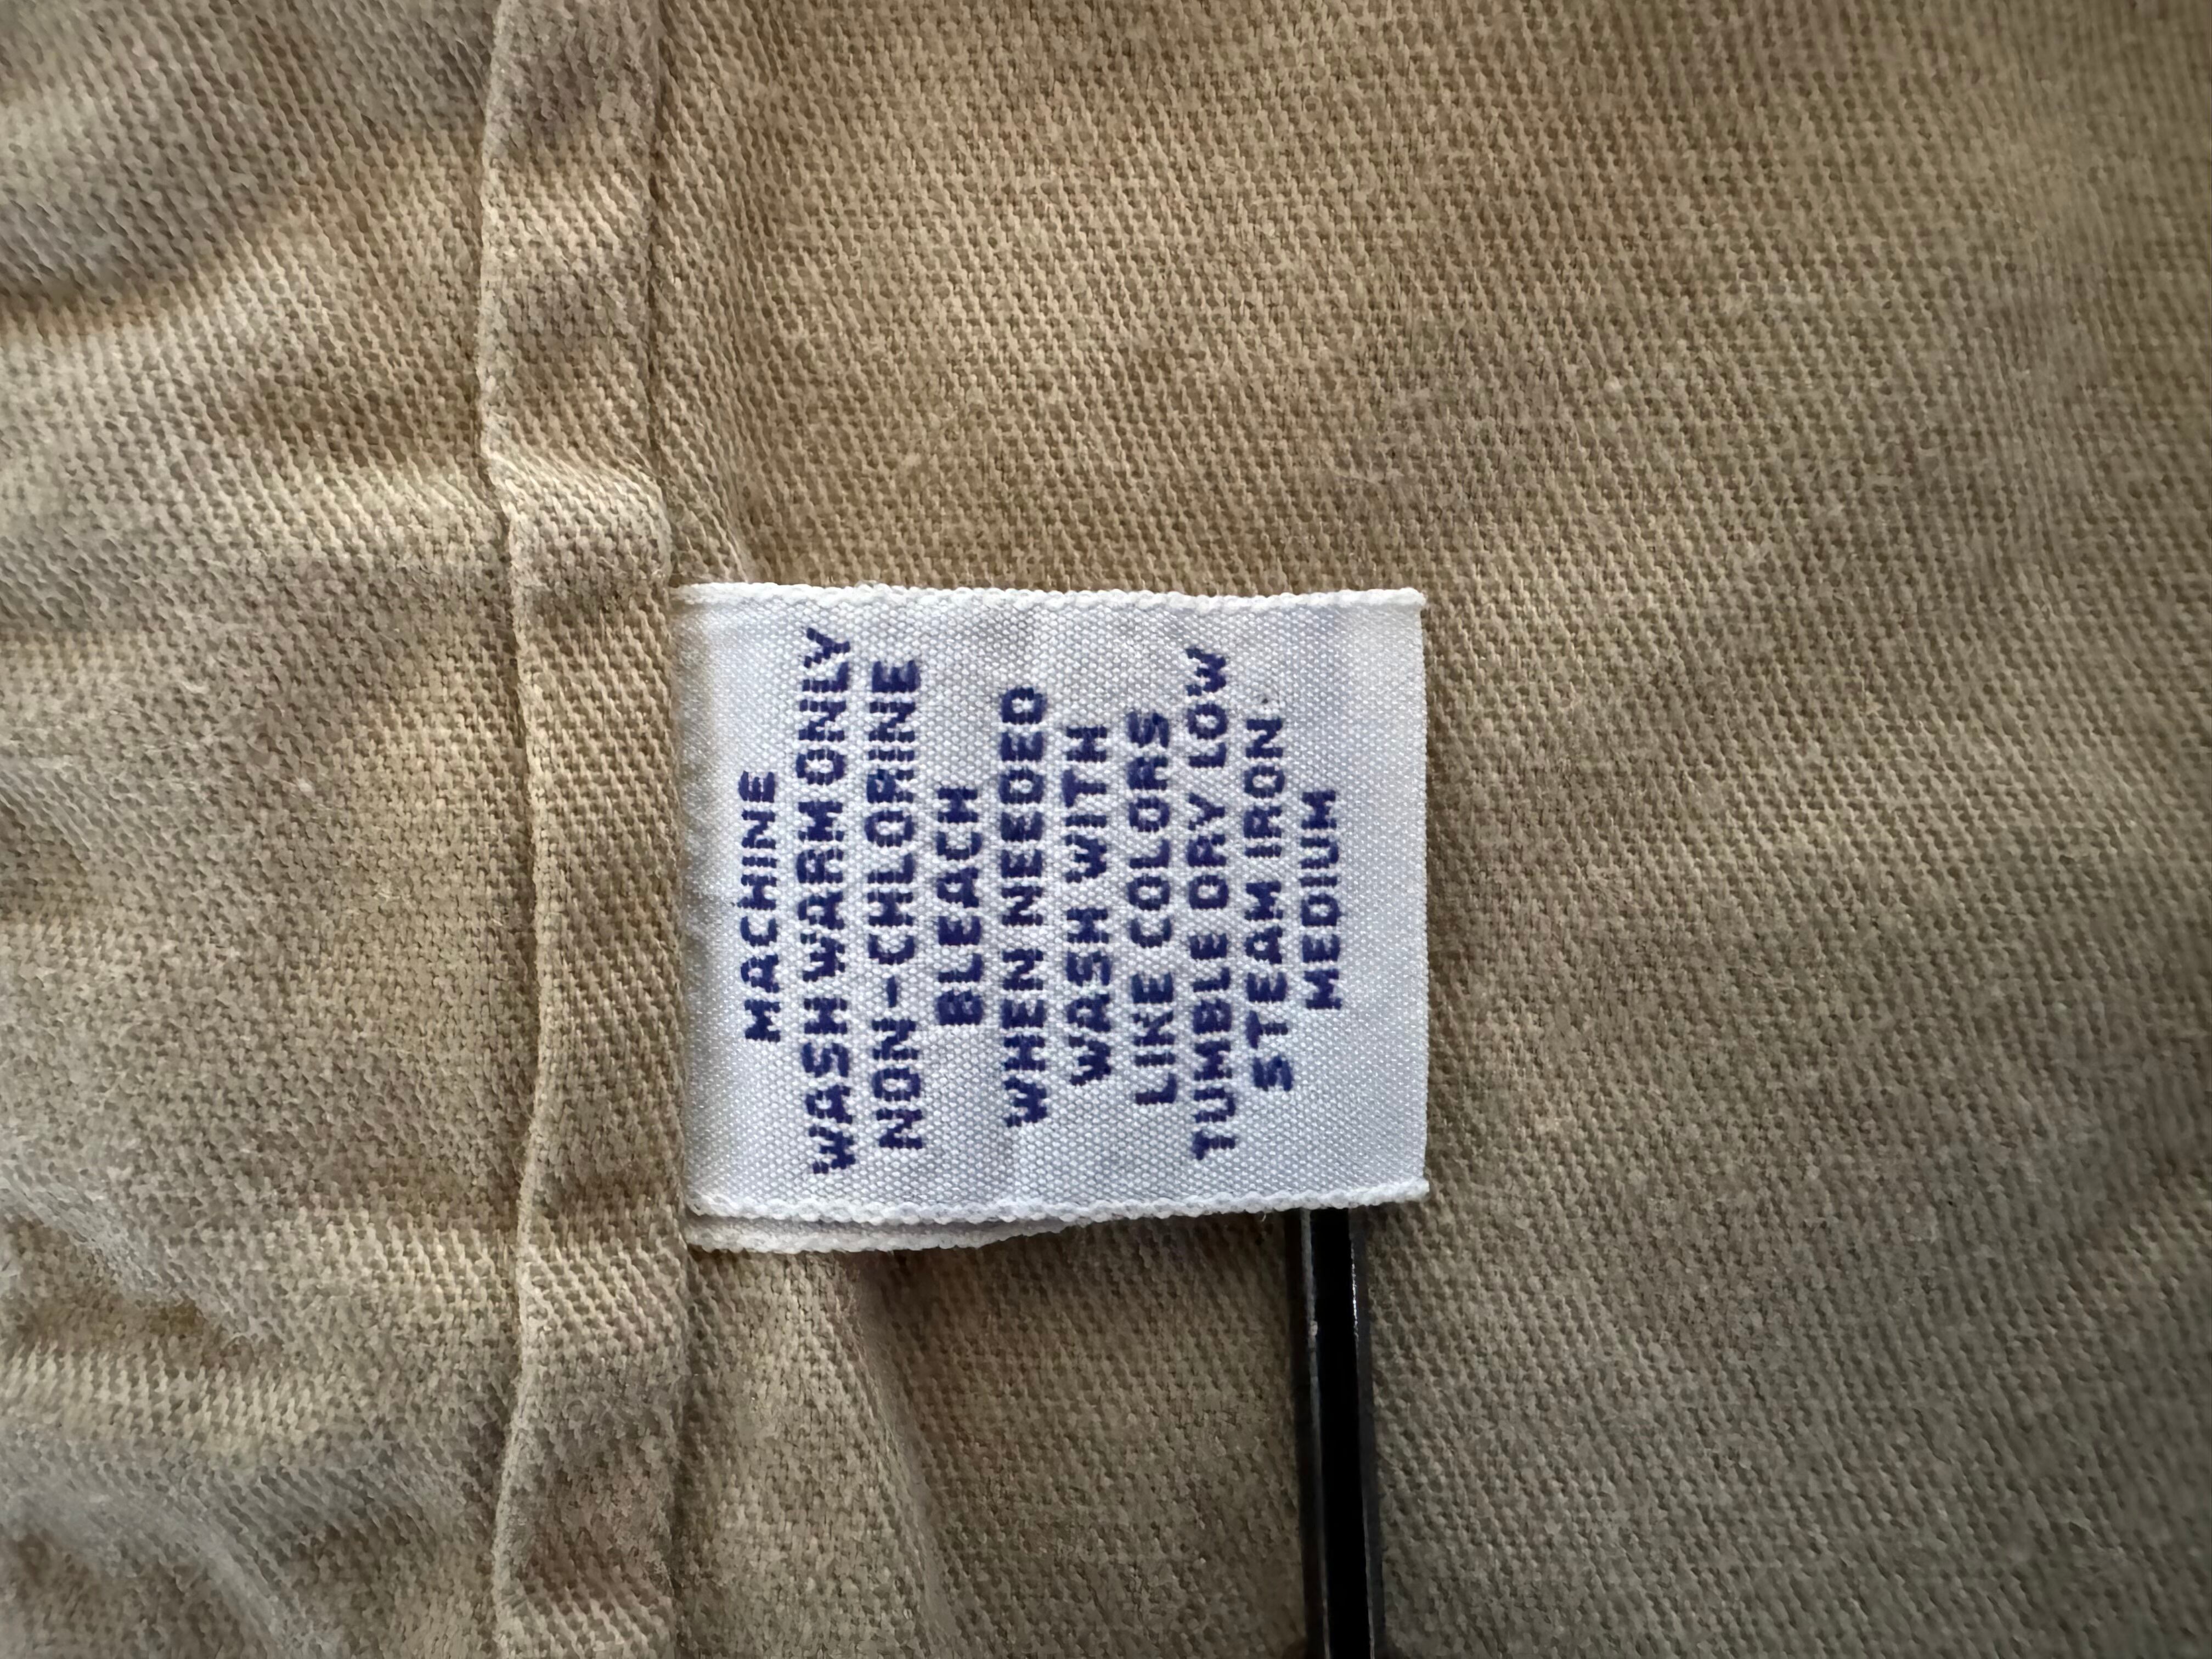 MACHINE
WASH WARM ONLY
NON-CHLORINE
BLEACH
WHEN NEEDED
WASH WITH
LIKE COLORS
TUMBLE DRY LOW
STEAM IRON
MEDIUM